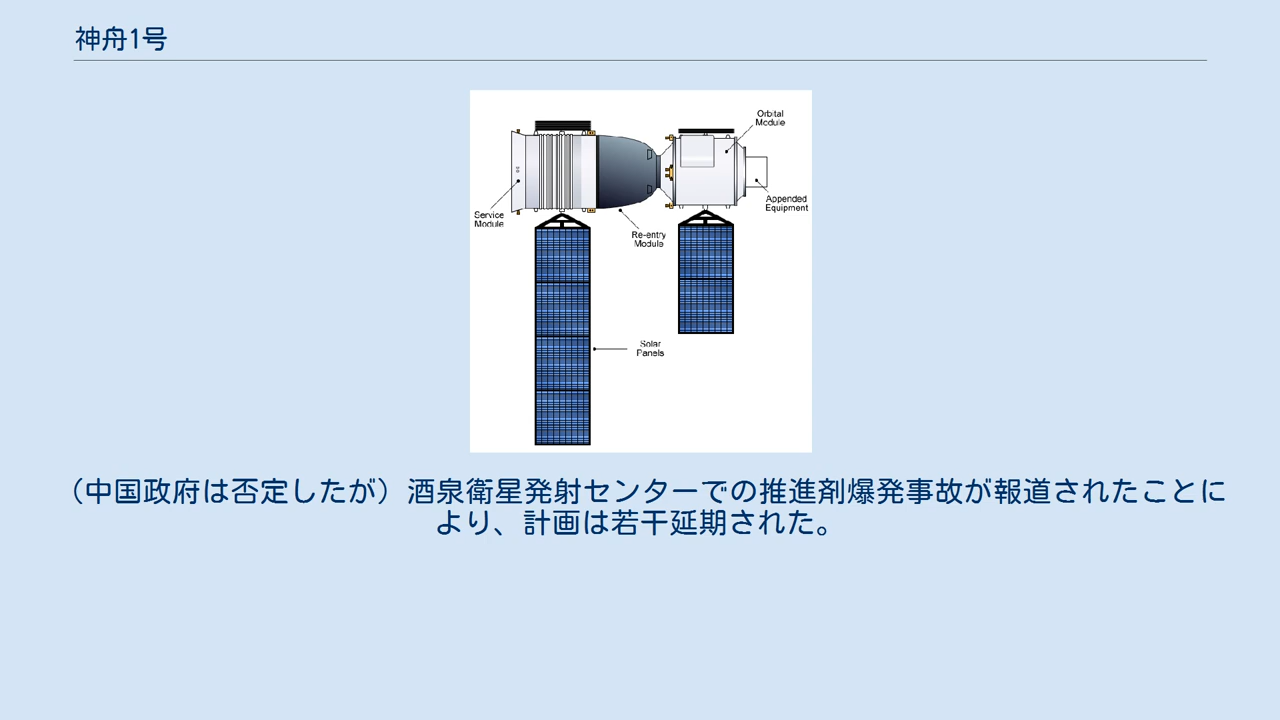 神舟1号
Orbital
Module
Appended
Equipment
Service
Module
Re-entry
Module
Solar
Panels
（中国政府は否定したが）酒泉衛星発射センターでの推進剤爆発事故が報道されたことに
より、計画は若干延期された。